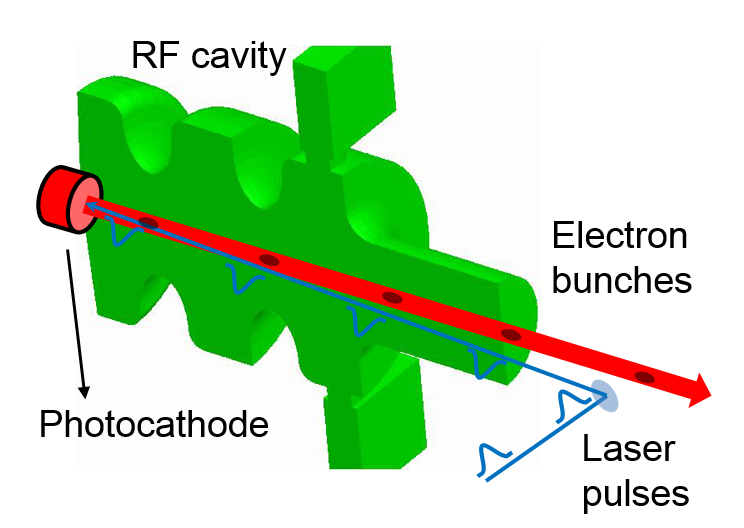 RF cavity
Electron
bunches
Photocathode
Laser
pulses